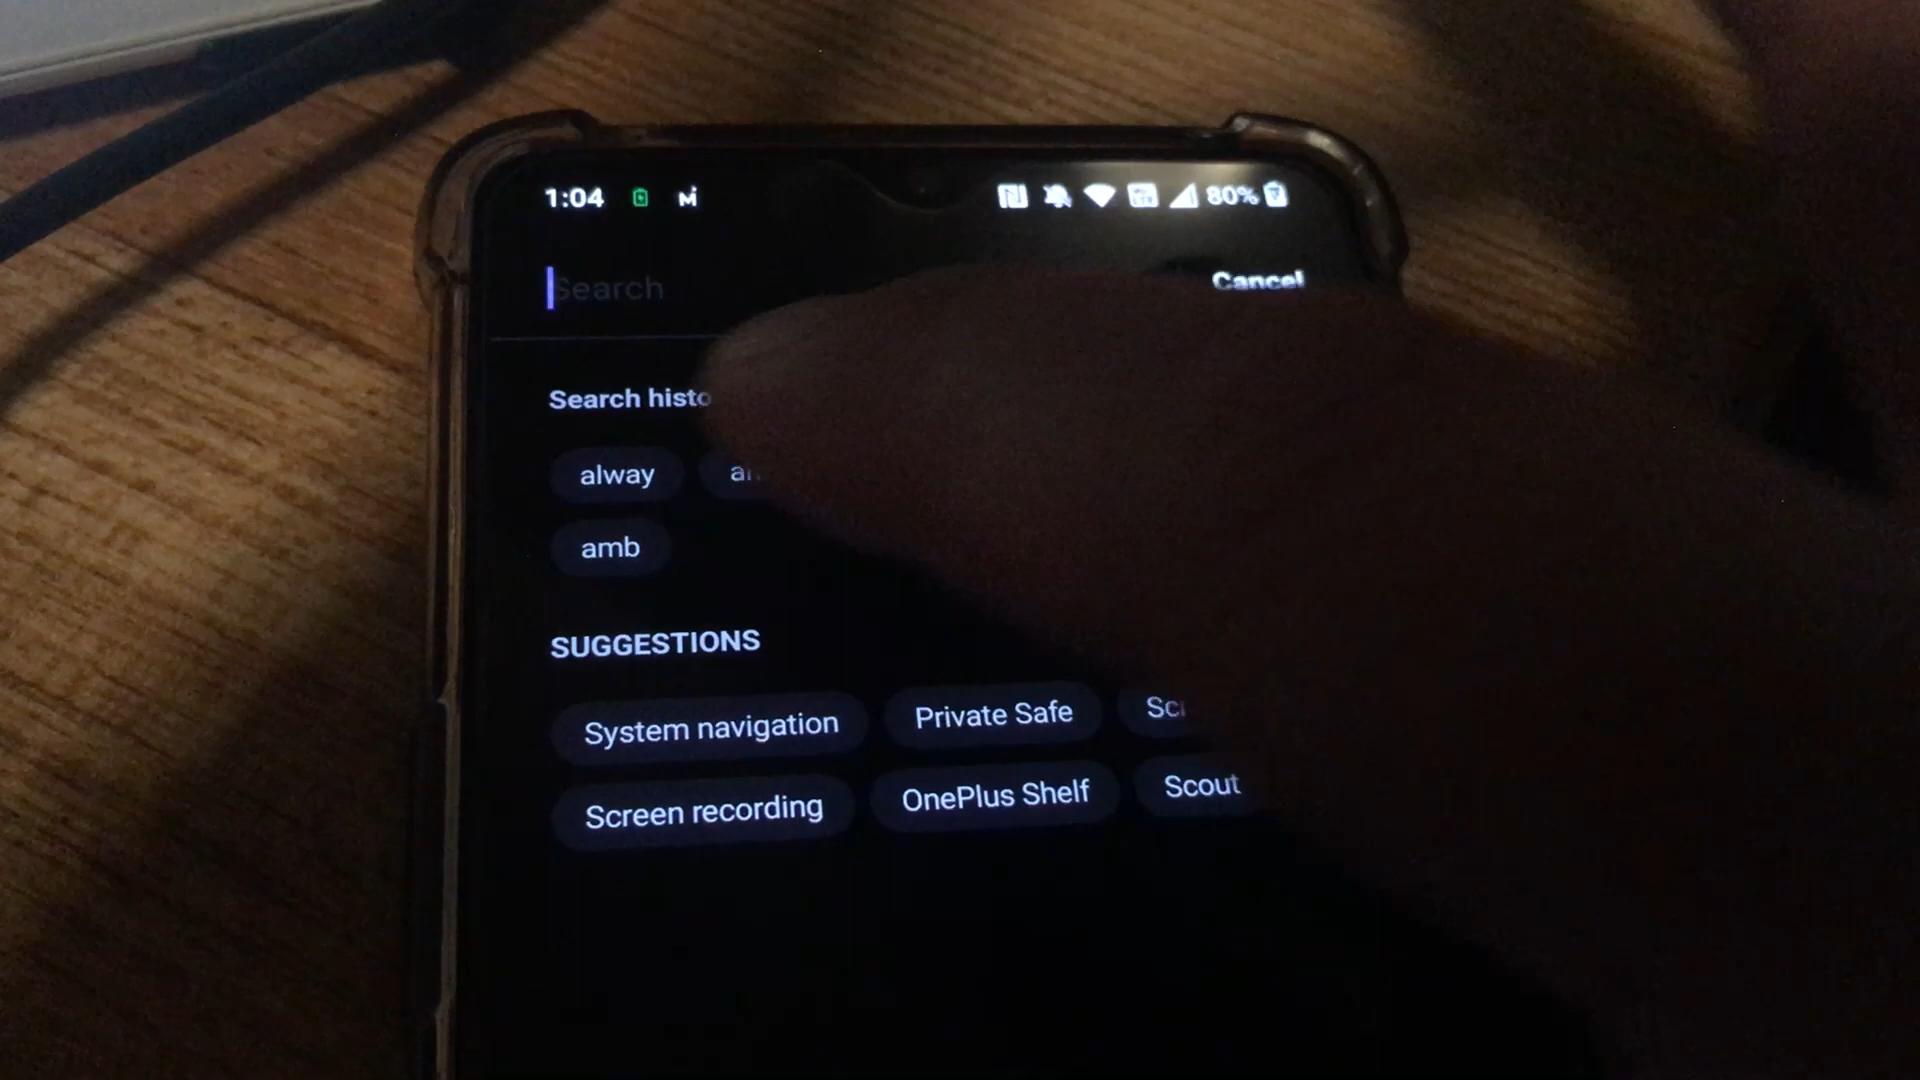 1:04 80%
Search Cancel
Search histo
alway
amb
SUGGESTIONS
System navigation Private Safe
Screen recording OnePlus Shelf Scout